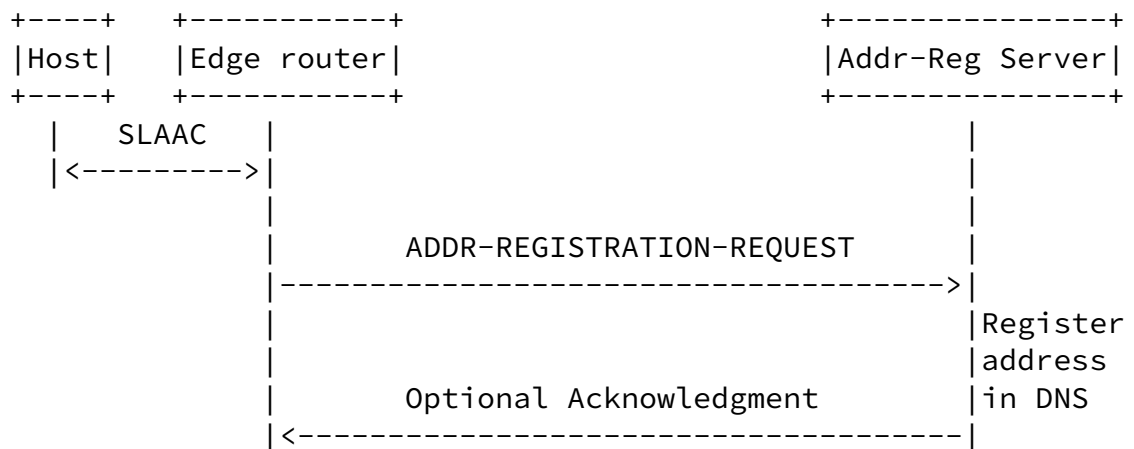 Host Edge router Addr-Reg Server
SLAAC
ADDR-REGISTRATION-REQUEST
Register
address
Optional Acknowledgment in DNS